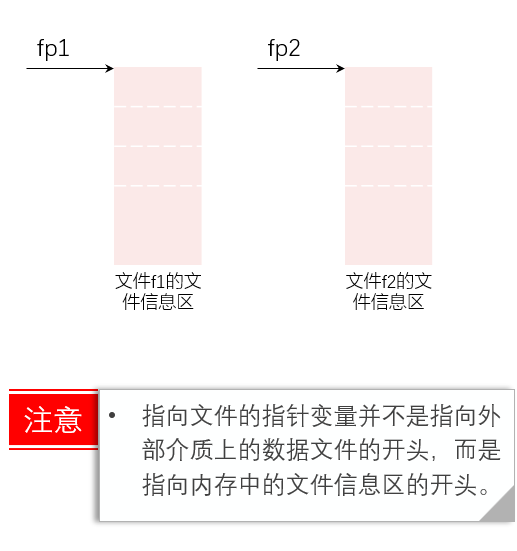 fp1
fp2
文件f1的文
件信息区
文件f2的文
件信息区
注意
• 指向文件的指针变量并不是指向外
部介质上的数据文件的开头，而是
指向内存中的文件信息区的开头。